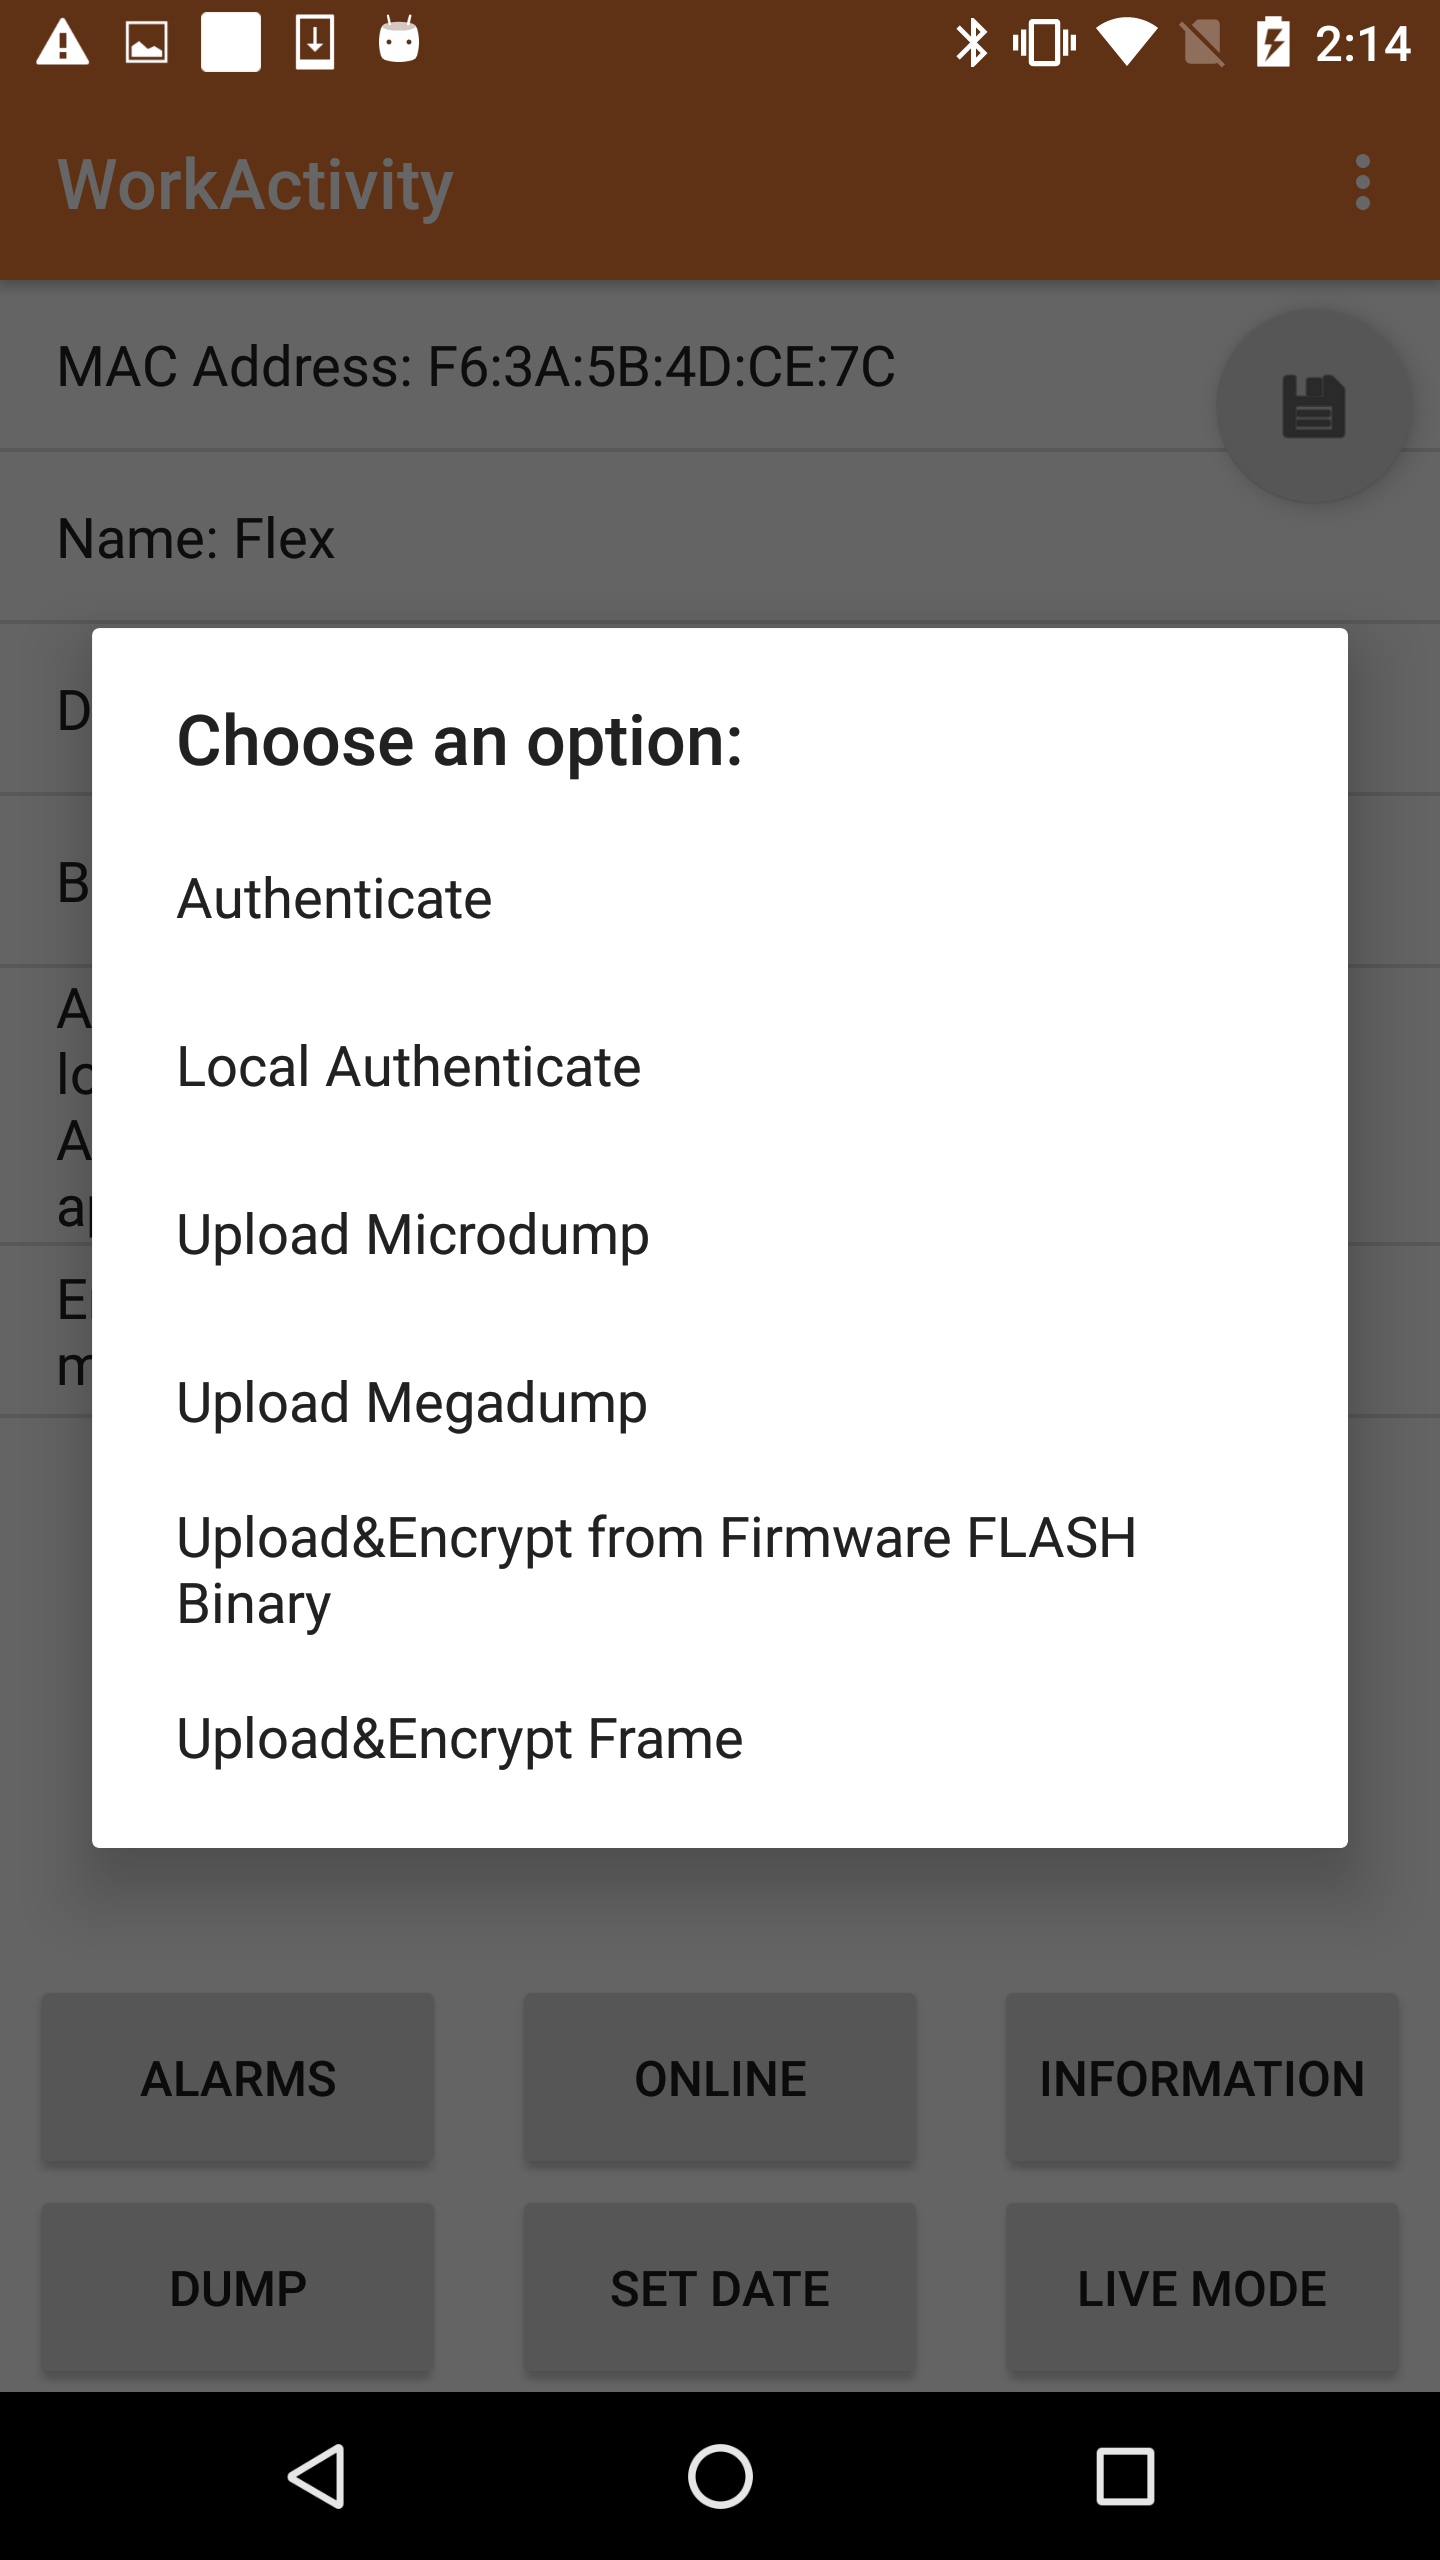 2:14
WorkActivity
MAC Address: F6:3A:5B:4D:CE:7C
Name: Flex
Choose an option:
Authenticate
Local Authenticate
Upload Microdump
Upload Megadump
Upload&Encrypt from Firmware FLASH
Binary
Upload&Encrypt Frame
ALARMS
ONLINE
INFORMATION
DUMP
SET DATE
LIVE MODE